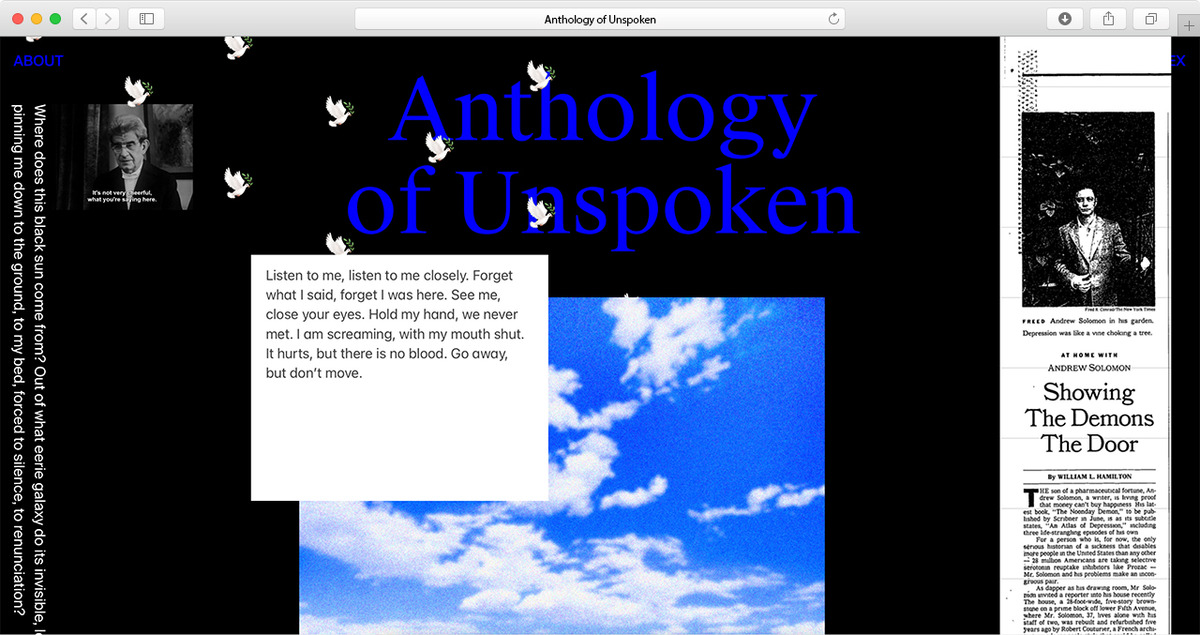 Anthology of Unspoken
ABOUT
EX
Anthology
of Unspoken
Where does this black sun come from? Out of what eerie galaxy do its invisible,
pinning me down to the ground, to my bed, forced to silence, to renunciation?
It's not very cheerful,
what you're saying here.
Listen to me, listen to me closely. Forget
what I said, forget I was here. See me,
close your eyes. Hold my hand, we never
met. I am screaming, with my mouth shut.
It hurts, but there is no blood. Go away,
but don’t move.
Fred R. Conrad/The New York Times
FREED Andrew Solomon in his garden.
Depression was like a vine choking a tree.
AT HOME WITH
ANDREW SOLOMON
Showing
The Demons
The Door
By WILLIAM L. HAMILTON
THE son of a pharmaceutical fortune, An-
drew Solomon, a writer, is living proof
that money can't buy happiness. His lat-
est book, "The Noonday Demon," to be pub-
lished by Scribner in June, is as its subtitle
states, "An Atlas of Depression," including
three life-strangling episodes of his own
For a person who is, for now, the only
serious historian of a sickness that disables
more people in the United States than any other
— 28 million Americans are taking selective
serotonin reuptake inhibitors like Prozac —
Mr. Solomon and his problems make an incon-
gruous pair.
As dapper as his drawing room, Mr. Solo-
mon invited a reporter into his house recently
The house, a 28-foot-wide, five-story brown-
stone on a prime block off lower Fifth Avenue,
where Mr. Solomon, 37, lives alone with his
staff of two, was rebuilt and refurbished five
years ago by Robert Couturier, a French archi-